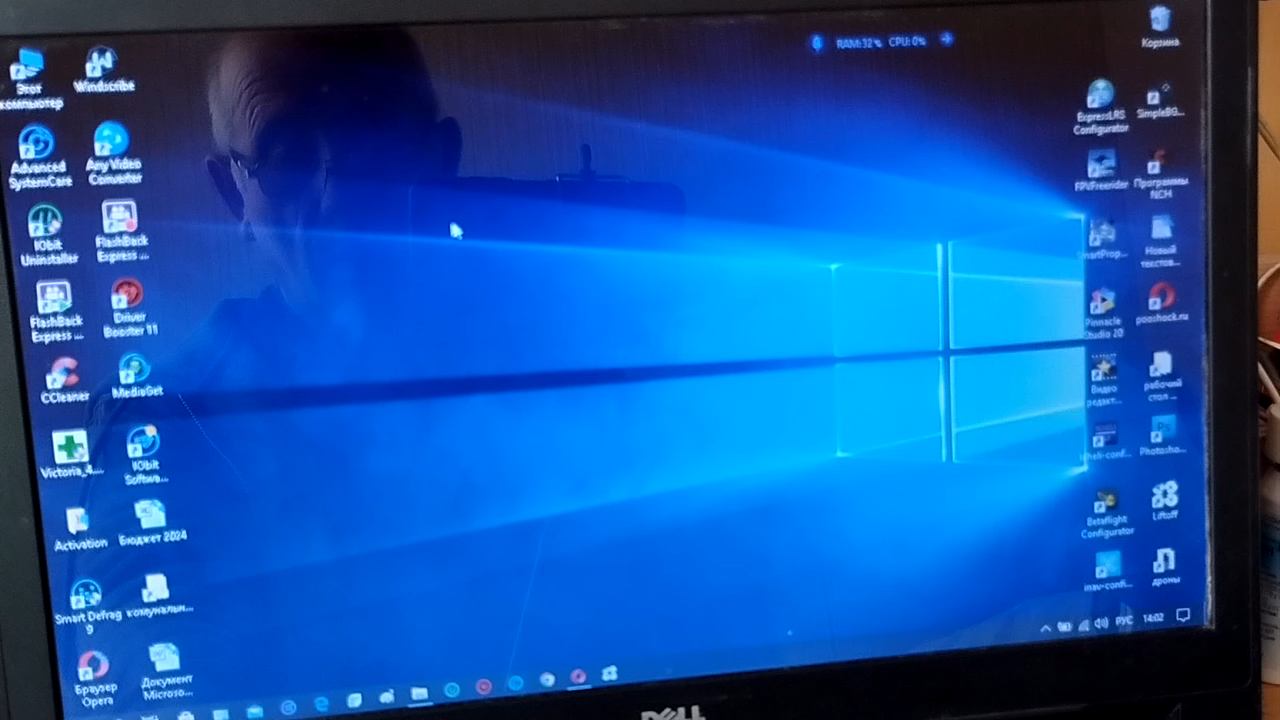 Этот
компьютер
Windscribe
Advanced
SystemCare
Any Video
Converter
IObit
Uninstaller
FlashBack
Express ...
FlashBack
Express ...
Driver
Booster 11
CCleaner
MediaGet
Victoria_4....
IObit
Softwa...
Activation
Бюджет 2024
Smart Defrag
9
комунальн...
Браузер
Opera
Документ
Microso...
RAM:32% CPU:0%
Корзина
ExpressLRS
Configurator
SimpleBG...
FPVFreerider
Программы
NCH
SmartProp...
Новый
текстов...
Pinnacle
Studio 20
pooshock.ru
Видео
редакт...
рабочий
стол ...
Photosho...
Betaflight
Configurator
Liftoff
inav-confi...
дроны
РУС 14:02
DELL